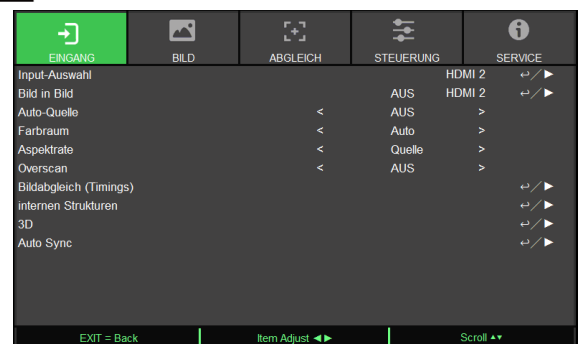 EINGANG BILD ABGLEICH STEUERUNG SERVICE
Input-Auswahl HDMI 2 ↩/▶
Bild in Bild AUS HDMI 2 ↩/▶
Auto-Quelle < AUS >
Farbraum < Auto >
Aspektrate < Quelle >
Overscan < AUS >
Bildabgleich (Timings) ↩/▶
internen Strukturen ↩/▶
3D ↩/▶
Auto Sync ↩/▶
EXIT = Back Item Adjust ◀▶ Scroll ▲▼